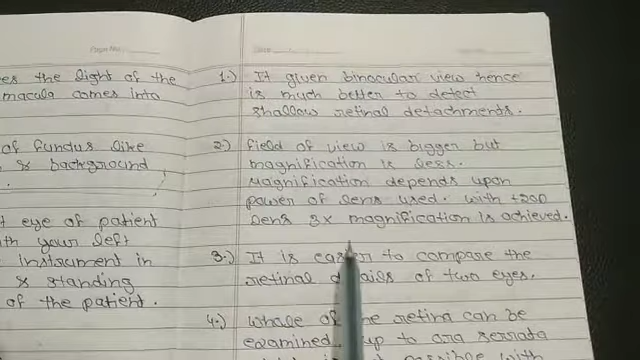 Page No.:
Date
es the light of the
macula comes into
of fundus like
& background
.
t eye of patient
th your left
instrument in
& standing
of the patient.
1.) It given binocular view hence
is much better to detect
shallow retinal detachments.
2.) field of view is bigger but
magnification is less.
Magnification depends upon
power of lens used. with +20D
lens 3x magnification is achieved.
3.) It is easier to compare the
retinal details of two eyes.
4.) Whole of the retina can be
examined. up to ora serrata
possible with